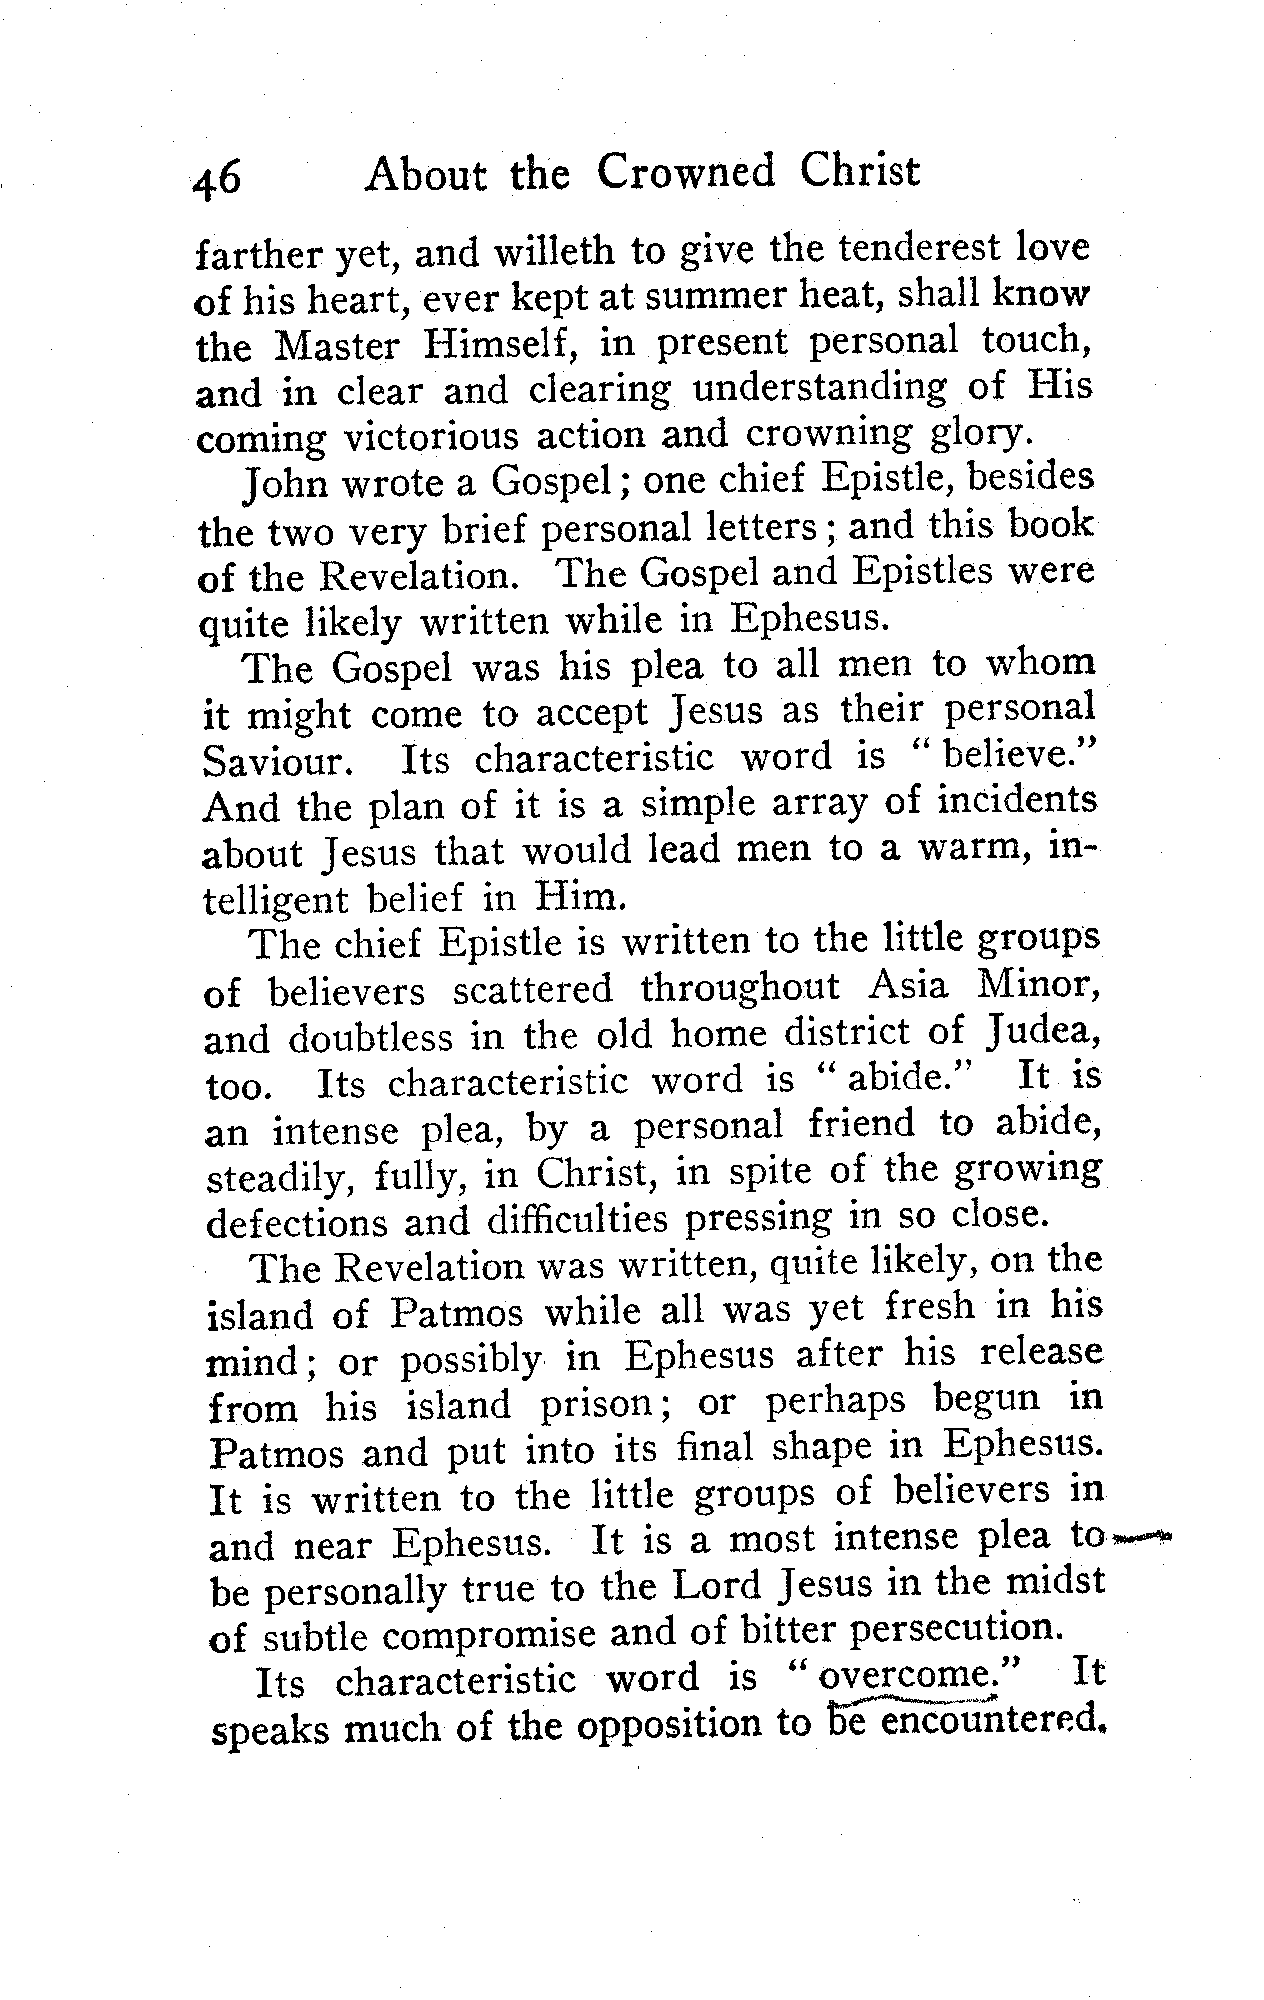 46 About the Crowned Christ
farther yet, and willeth to give the tenderest love
of his heart, ever kept at summer heat, shall know
the Master Himself, in present personal touch,
and in clear and clearing understanding of His
coming victorious action and crowning glory.
John wrote a Gospel; one chief Epistle, besides
the two very brief personal letters; and this book
of the Revelation. The Gospel and Epistles were
quite likely written while in Ephesus.
The Gospel was his plea to all men to whom
it might come to accept Jesus as their personal
Saviour. Its characteristic word is "believe."
And the plan of it is a simple array of incidents
about Jesus that would lead men to a warm, in-
telligent belief in Him.
The chief Epistle is written to the little groups
of believers scattered throughout Asia Minor,
and doubtless in the old home district of Judea,
too. Its characteristic word is "abide." It is
an intense plea, by a personal friend to abide,
steadily, fully, in Christ, in spite of the growing
defections and difficulties pressing in so close.
The Revelation was written, quite likely, on the
island of Patmos while all was yet fresh in his
mind; or possibly in Ephesus after his release
from his island prison; or perhaps begun in
Patmos and put into its final shape in Ephesus.
It is written to the little groups of believers in
and near Ephesus. It is a most intense plea to
be personally true to the Lord Jesus in the midst
of subtle compromise and of bitter persecution.
Its characteristic word is "overcome." It
speaks much of the opposition to be encountered.